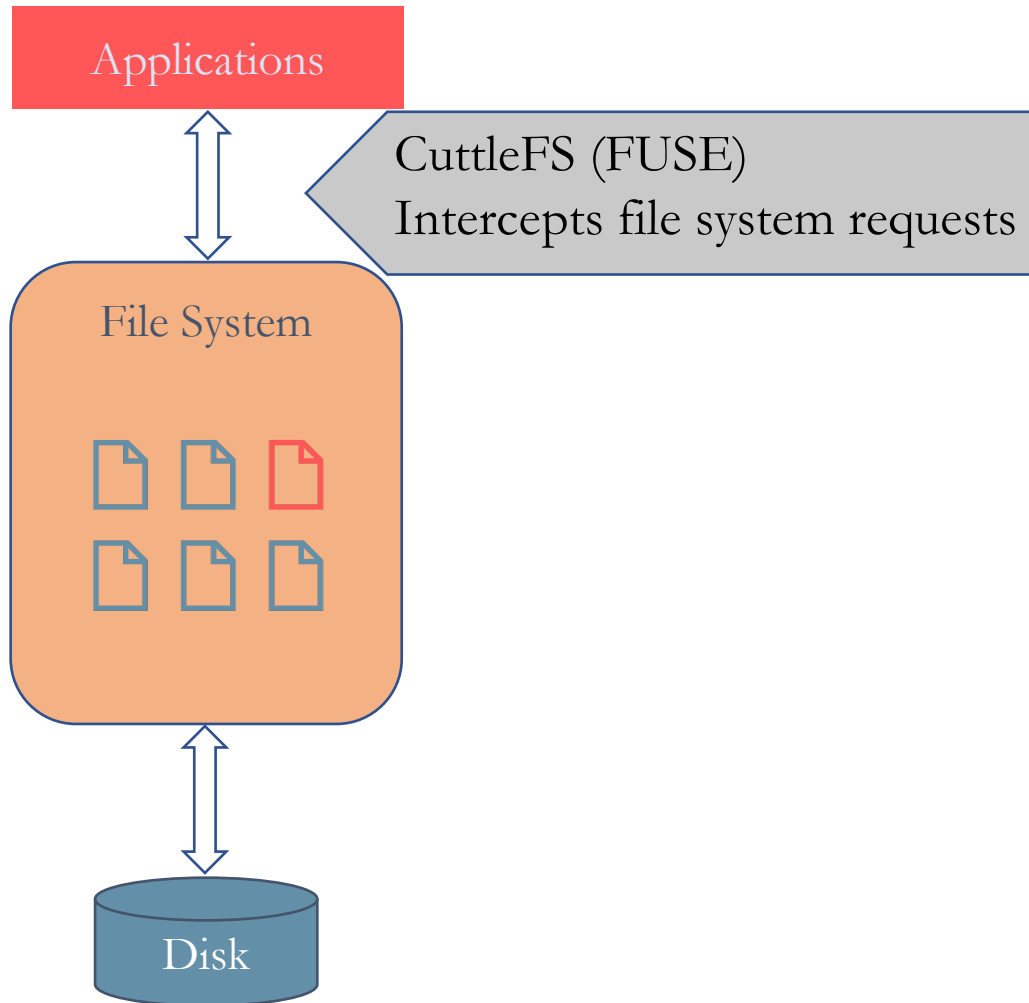 Applications
CuttleFS (FUSE)
Intercepts file system requests
File System
Disk